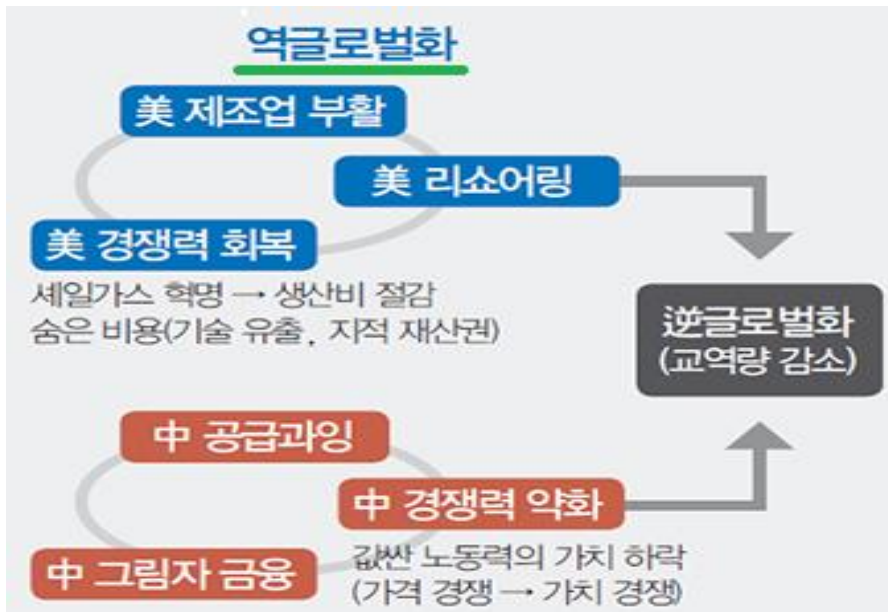 역글로벌화
美 제조업 부활
美 리쇼어링
美 경쟁력 회복
셰일가스 혁명 → 생산비 절감
숨은 비용(기술 유출, 지적 재산권)
逆글로벌화
(교역량 감소)
中 공급과잉
中 경쟁력 약화
中 그림자 금융
값싼 노동력의 가치 하락
(가격 경쟁 → 가치 경쟁)